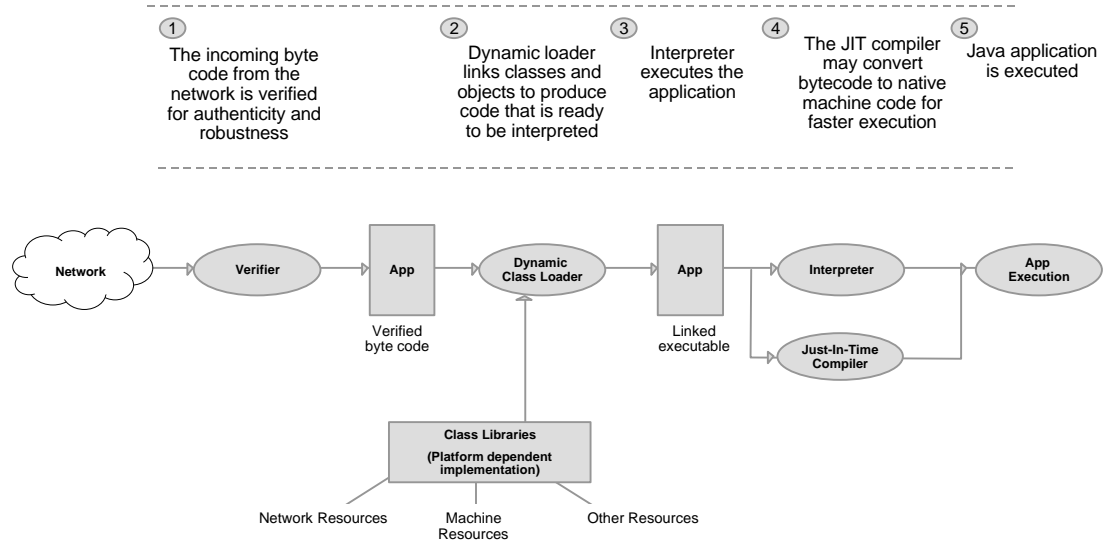 1
The incoming byte
code from the
network is verified
for authenticity and
robustness
2
Dynamic loader
links classes and
objects to produce
code that is ready
to be interpreted
3
Interpreter
executes the
application
4
The JIT compiler
may convert
bytecode to native
machine code for
faster execution
5
Java application
is executed
Network
Verifier
App
Verified
byte code
Dynamic
Class Loader
App
Linked
executable
Interpreter
Just-In-Time
Compiler
App
Execution
Class Libraries
(Platform dependent
implementation)
Network Resources
Machine
Resources
Other Resources